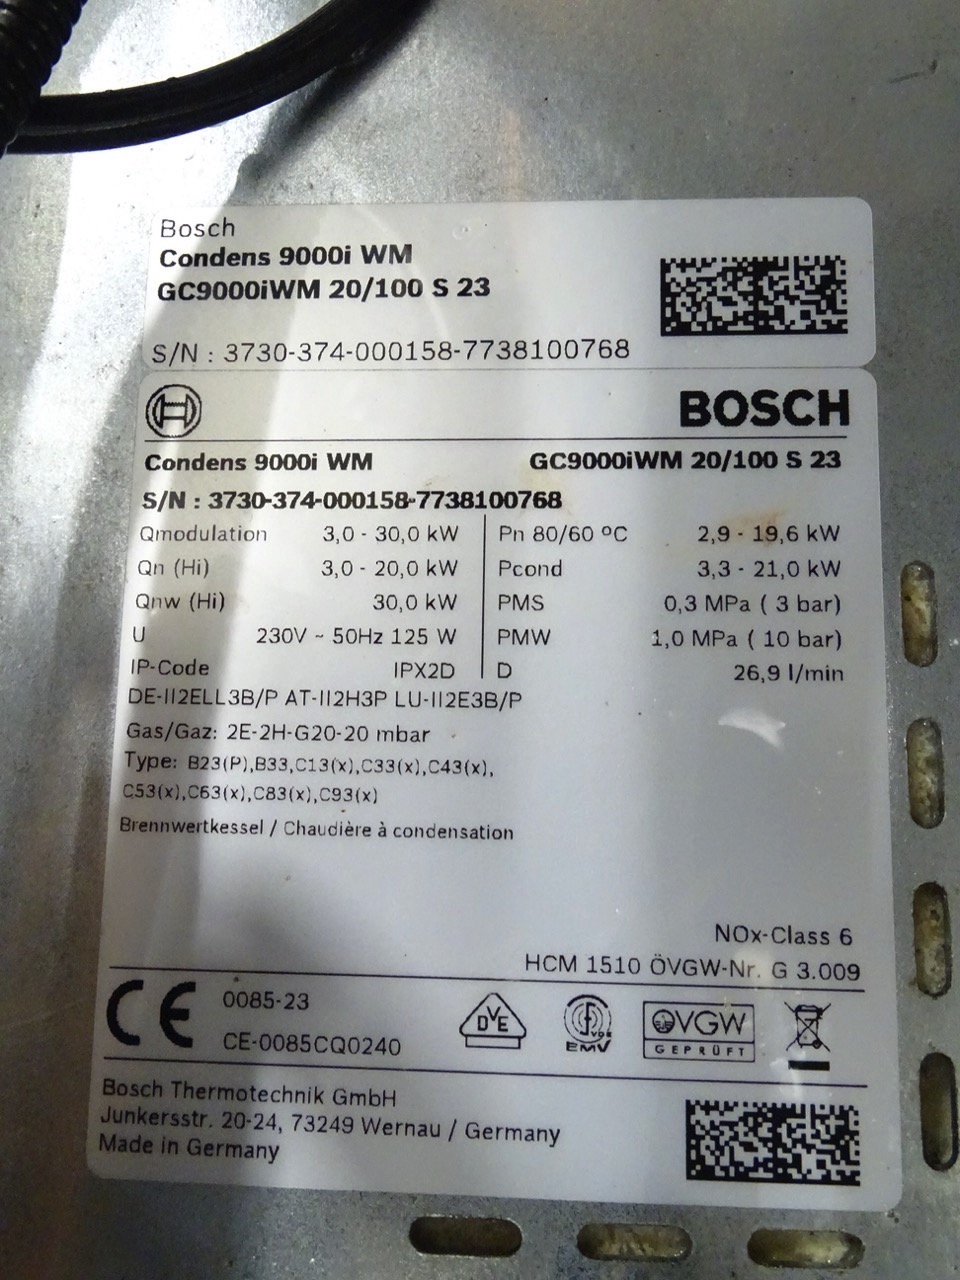 Bosch
Condens 9000i WM
GC9000iWM 20/100 S 23
S/N : 3730-374-000158-7738100768
BOSCH
Condens 9000i WM GC9000iWM 20/100 S 23
S/N : 3730-374-000158-7738100768
Qmodulation 3,0 - 30,0 kW Pn 80/60 ºC 2,9 - 19,6 kW
Qn (Hi) 3,0 - 20,0 kW Pcond 3,3 - 21,0 kW
Qnw (Hi) 30,0 kW PMS 0,3 MPa ( 3 bar)
U 230V ~ 50Hz 125 W PMW 1,0 MPa ( 10 bar)
IP-Code IPX2D D 26,9 l/min
DE-II2ELL3B/P AT-II2H3P LU-II2E3B/P
Gas/Gaz: 2E-2H-G20-20 mbar
Type: B23(P),B33,C13(x),C33(x),C43(x),
C53(x),C63(x),C83(x),C93(x)
Brennwertkessel / Chaudière à condensation
NOx-Class 6
HCM 1510 ÖVGW-Nr. G 3.009
CE 0085-23
CE-0085CQ0240
DVE
VDE
EMV
ÖVGW
GEPRÜFT
Bosch Thermotechnik GmbH
Junkersstr. 20-24, 73249 Wernau / Germany
Made in Germany